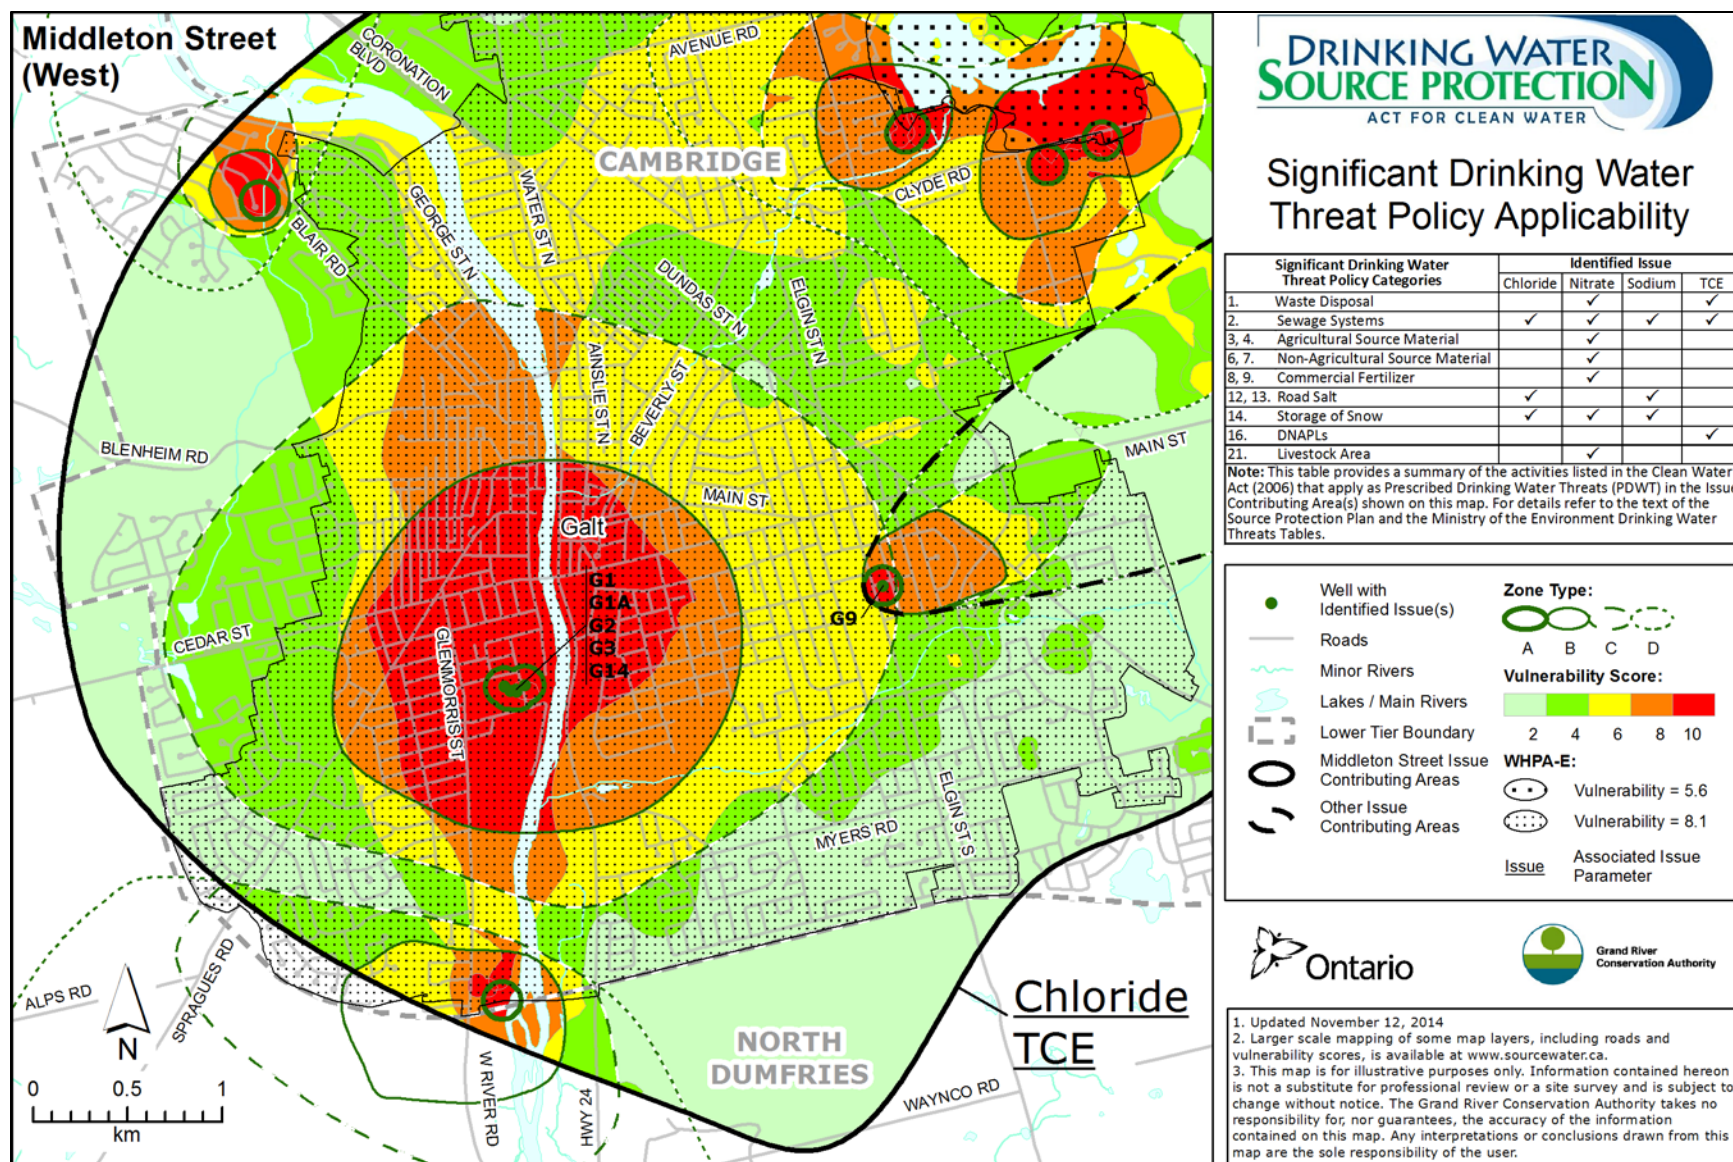 Middleton Street
(West)
CORONATION
BLVD
AVENUE RD
CAMBRIDGE
CLYDE RD
WATER ST N
GEORGE ST N
BLAIR RD
DUNDAS ST N
ELGIN ST N
AINSLIE ST N
BEVERLY ST
BLENHEIM RD
MAIN ST
MAIN ST
Galt
G1
G1A
G2
G3
G14
G9
CEDAR ST
GLENMORRIS ST
ELGIN ST S
MYERS RD
SPRAGUES RD
ALPS RD
N
0 0.5 1
km
W RIVER RD
HWY 24
NORTH
DUMFRIES
WAYNCO RD
Chloride
TCE
DRINKING WATER
SOURCE PROTECTION
ACT FOR CLEAN WATER
Significant Drinking Water
Threat Policy Applicability
Significant Drinking Water
Threat Policy Categories
Identified Issue
Chloride Nitrate Sodium TCE
1. Waste Disposal ✓ ✓
2. Sewage Systems ✓ ✓ ✓ ✓
3, 4. Agricultural Source Material ✓
6, 7. Non-Agricultural Source Material ✓
8, 9. Commercial Fertilizer ✓
12, 13. Road Salt ✓ ✓
14. Storage of Snow ✓ ✓ ✓
16. DNAPLs ✓
21. Livestock Area ✓
Note: This table provides a summary of the activities listed in the Clean Water
Act (2006) that apply as Prescribed Drinking Water Threats (PDWT) in the Issue
Contributing Area(s) shown on this map. For details refer to the text of the
Source Protection Plan and the Ministry of the Environment Drinking Water
Threats Tables.
Well with
Identified Issue(s)
Roads
Minor Rivers
Lakes / Main Rivers
Lower Tier Boundary
Middleton Street Issue
Contributing Areas
Other Issue
Contributing Areas
Zone Type:
A B C D
Vulnerability Score:
2 4 6 8 10
WHPA-E:
Vulnerability = 5.6
Vulnerability = 8.1
Issue
Associated Issue
Parameter
Ontario
Grand River
Conservation Authority
1. Updated November 12, 2014
2. Larger scale mapping of some map layers, including roads and
vulnerability scores, is available at www.sourcewater.ca.
3. This map is for illustrative purposes only. Information contained hereon
is not a substitute for professional review or a site survey and is subject to
change without notice. The Grand River Conservation Authority takes no
responsibility for, nor guarantees, the accuracy of the information
contained on this map. Any interpretations or conclusions drawn from this
map are the sole responsibility of the user.